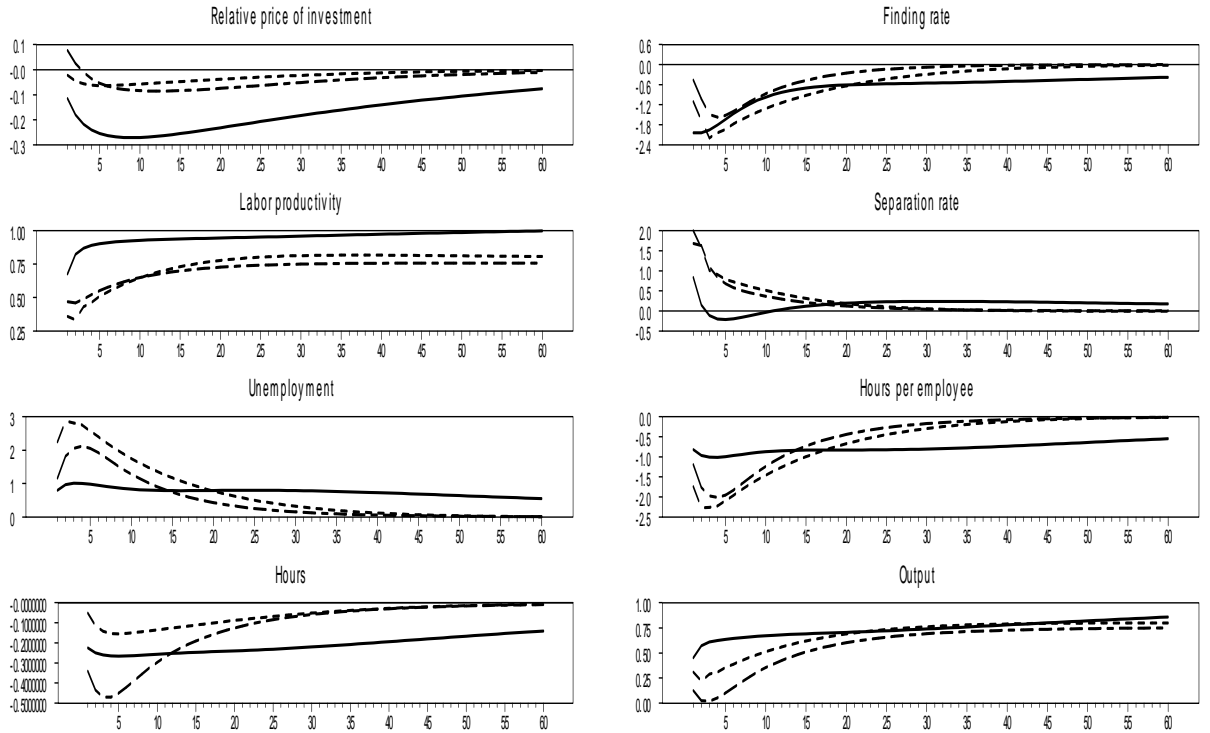 Relative price of investment
0.1
-0.0
-0.1
-0.2
-0.3
5 10 15 20 25 30 35 40 45 50 55 60
Finding rate
0.6
0.0
-0.6
-1.2
-1.8
-2.4
5 10 15 20 25 30 35 40 45 50 55 60
Labor productivity
1.00
0.75
0.50
0.25
5 10 15 20 25 30 35 40 45 50 55 60
Separation rate
2.0
1.5
1.0
0.5
0.0
-0.5
5 10 15 20 25 30 35 40 45 50 55 60
Unemployment
3
2
1
0
5 10 15 20 25 30 35 40 45 50 55 60
Hours per employee
0.0
-0.5
-1.0
-1.5
-2.0
-2.5
5 10 15 20 25 30 35 40 45 50 55 60
Hours
-0.0000000
-0.1000000
-0.2000000
-0.3000000
-0.4000000
-0.5000000
5 10 15 20 25 30 35 40 45 50 55 60
Output
1.00
0.75
0.50
0.25
0.00
5 10 15 20 25 30 35 40 45 50 55 60